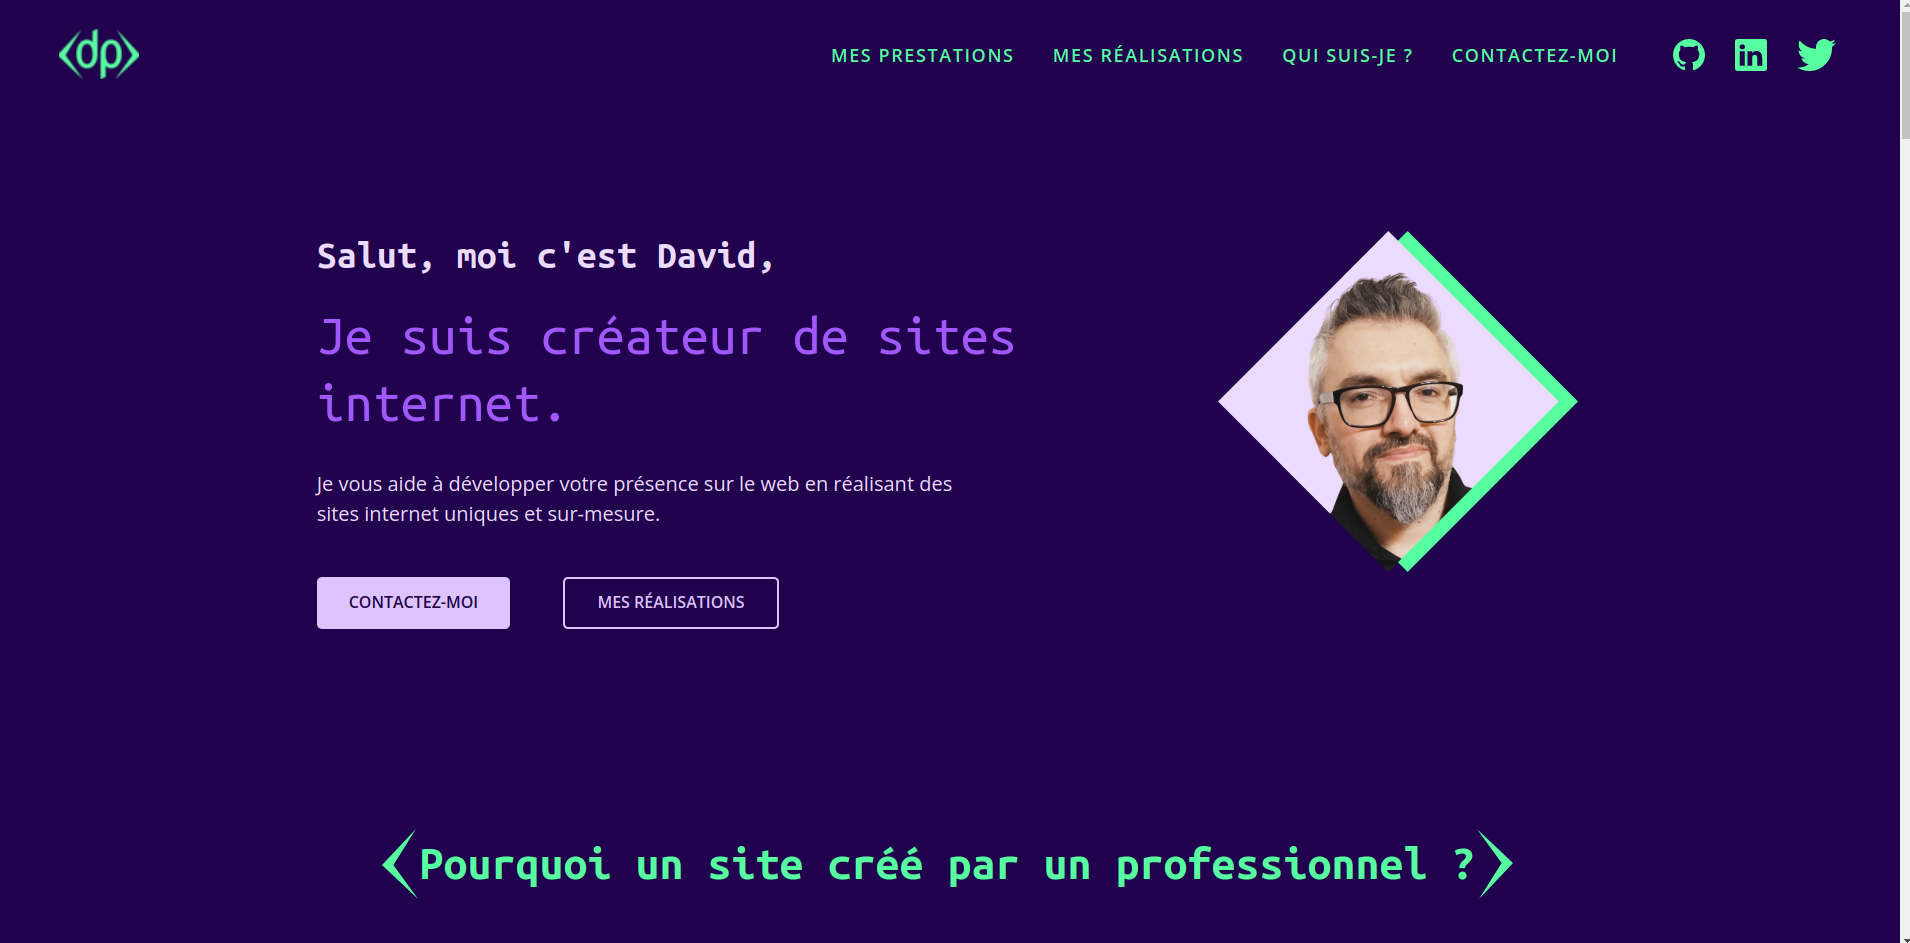 <dp>
MES PRESTATIONS
MES RÉALISATIONS
QUI SUIS-JE ?
CONTACTEZ-MOI
in
Salut, moi c'est David,
Je suis créateur de sites
internet.
Je vous aide à développer votre présence sur le web en réalisant des
sites internet uniques et sur-mesure.
CONTACTEZ-MOI
MES RÉALISATIONS
<Pourquoi un site créé par un professionnel ?>